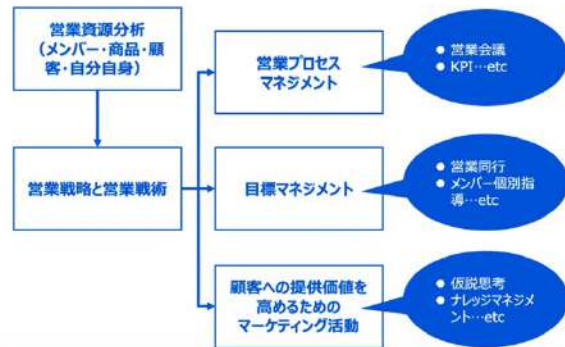 営業資源分析
（メンバー・商品・顧
客・自分自身）
営業戦略と営業戦術
営業プロセス
マネジメント
● 営業会議
● KPI…etc
目標マネジメント
● 営業同行
● メンバー個別指
導…etc
顧客への提供価値を
高めるための
マーケティング活動
● 仮説思考
● ナレッジマネジメ
ント…etc